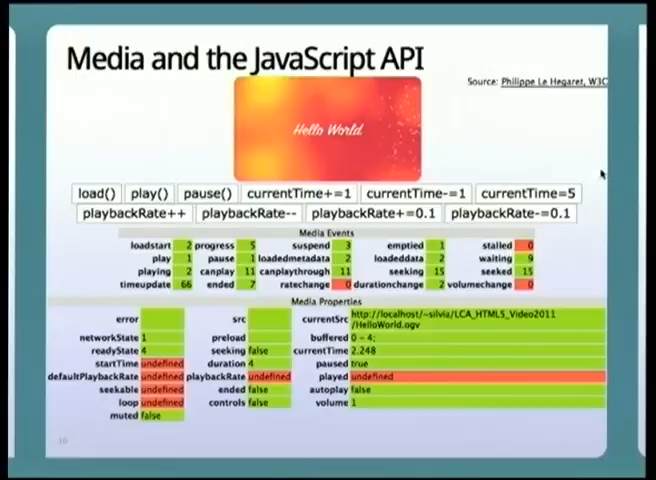 Media and the JavaScript API
Source: Philippe Le Hegaret, W3C
Hello World
load() play() pause() currentTime+=1 currentTime-=1 currentTime=5
playbackRate++ playbackRate-- playbackRate+=0.1 playbackRate-=0.1
Media Events
loadstart 2 progress 5 suspend 3 emptied 1 stalled 0
play 1 pause 1 loadedmetadata 2 loadeddata 2 waiting 9
playing 2 canplay 11 canplaythrough 11 seeking 15 seeked 15
timeupdate 66 ended 7 ratechange 0 durationchange 2 volumechange 0
Media Properties
error src currentSrc http://localhost/~silvia/LCA_HTML5_Video2011
/HelloWorld.ogv
networkState 1 preload buffered 0 - 4;
readyState 4 seeking false currentTime 2.248
startTime undefined duration 4 paused true
defaultPlaybackRate undefined playbackRate undefined played undefined
seekable undefined ended false autoplay false
loop undefined controls false volume 1
muted false
10